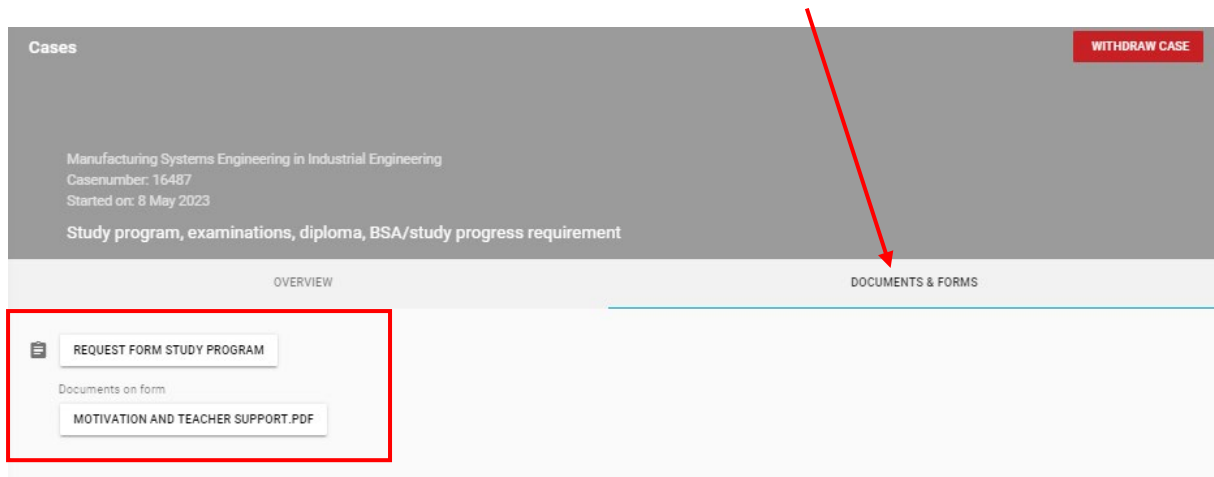 Cases
WITHDRAW CASE
Manufacturing Systems Engineering in Industrial Engineering
Casenumber: 16487
Started on: 8 May 2023
Study program, examinations, diploma, BSA/study progress requirement
OVERVIEW
DOCUMENTS & FORMS
REQUEST FORM STUDY PROGRAM
Documents on form
MOTIVATION AND TEACHER SUPPORT.PDF